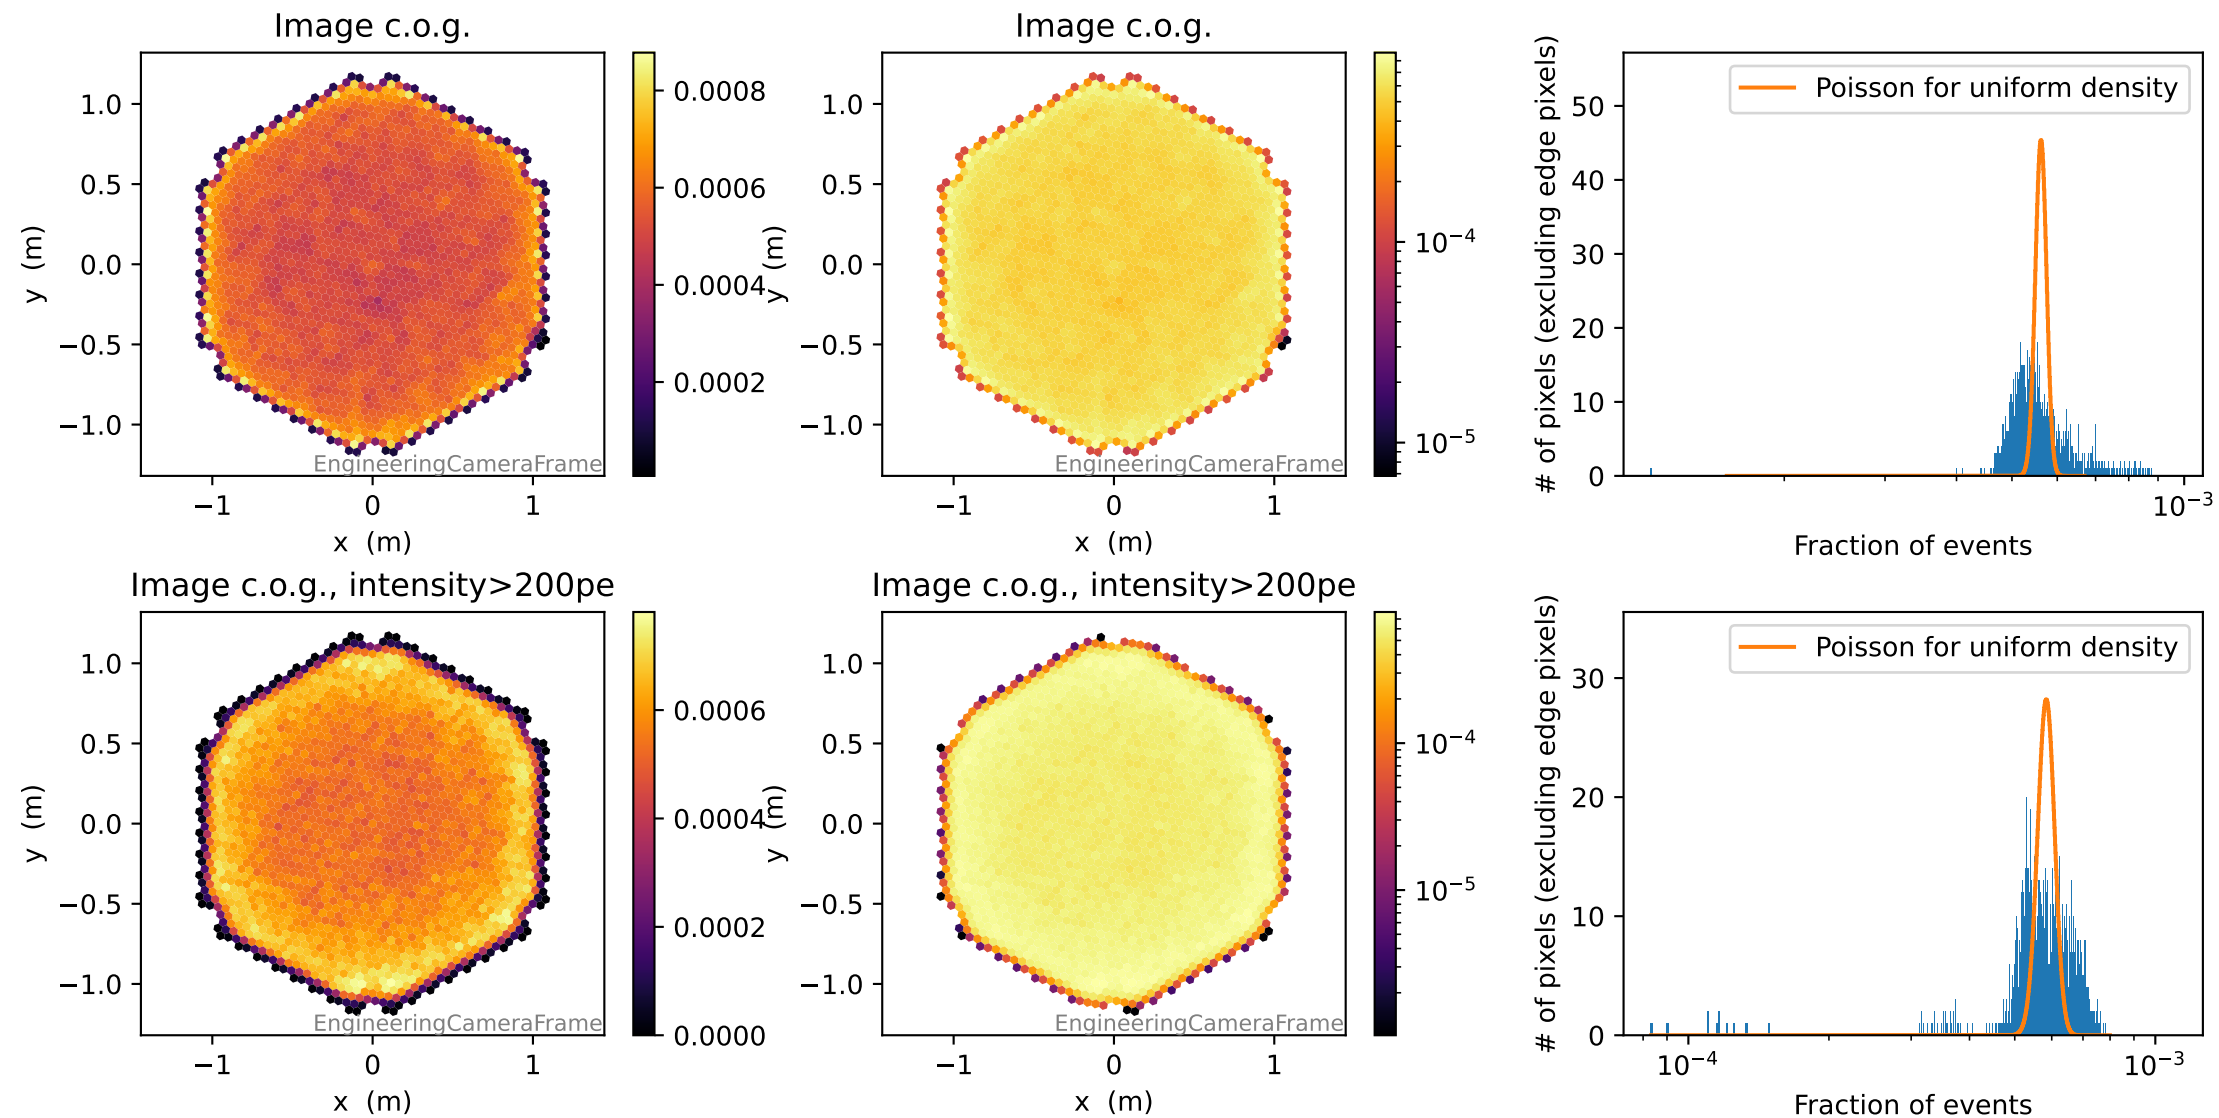 Image c.o.g.
1.0
0.5
0.0
−0.5
−1.0
y (m)
EngineeringCameraFrame
−1 0 1
x (m)
0.0008
0.0006
0.0004
0.0002
Image c.o.g.
1.0
0.5
0.0
−0.5
−1.0
y (m)
EngineeringCameraFrame
−1 0 1
x (m)
10⁻⁴
10⁻⁵
Poisson for uniform density
50
40
30
20
10
0
# of pixels (excluding edge pixels)
10⁻³
Fraction of events
Image c.o.g., intensity>200pe
1.0
0.5
0.0
−0.5
−1.0
y (m)
EngineeringCameraFrame
−1 0 1
x (m)
0.0006
0.0004
0.0002
0.0000
Image c.o.g., intensity>200pe
1.0
0.5
0.0
−0.5
−1.0
y (m)
EngineeringCameraFrame
−1 0 1
x (m)
10⁻⁴
10⁻⁵
Poisson for uniform density
30
20
10
0
# of pixels (excluding edge pixels)
10⁻⁴ 10⁻³
Fraction of events